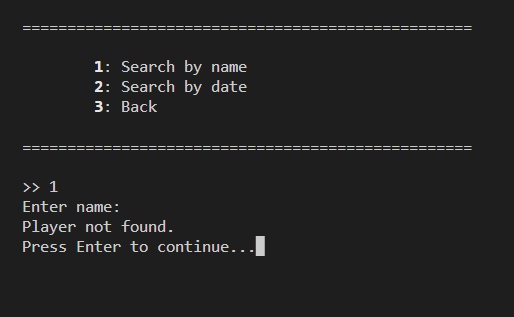 ==================================================
1: Search by name
2: Search by date
3: Back
==================================================
>> 1
Enter name:
Player not found.
Press Enter to continue...